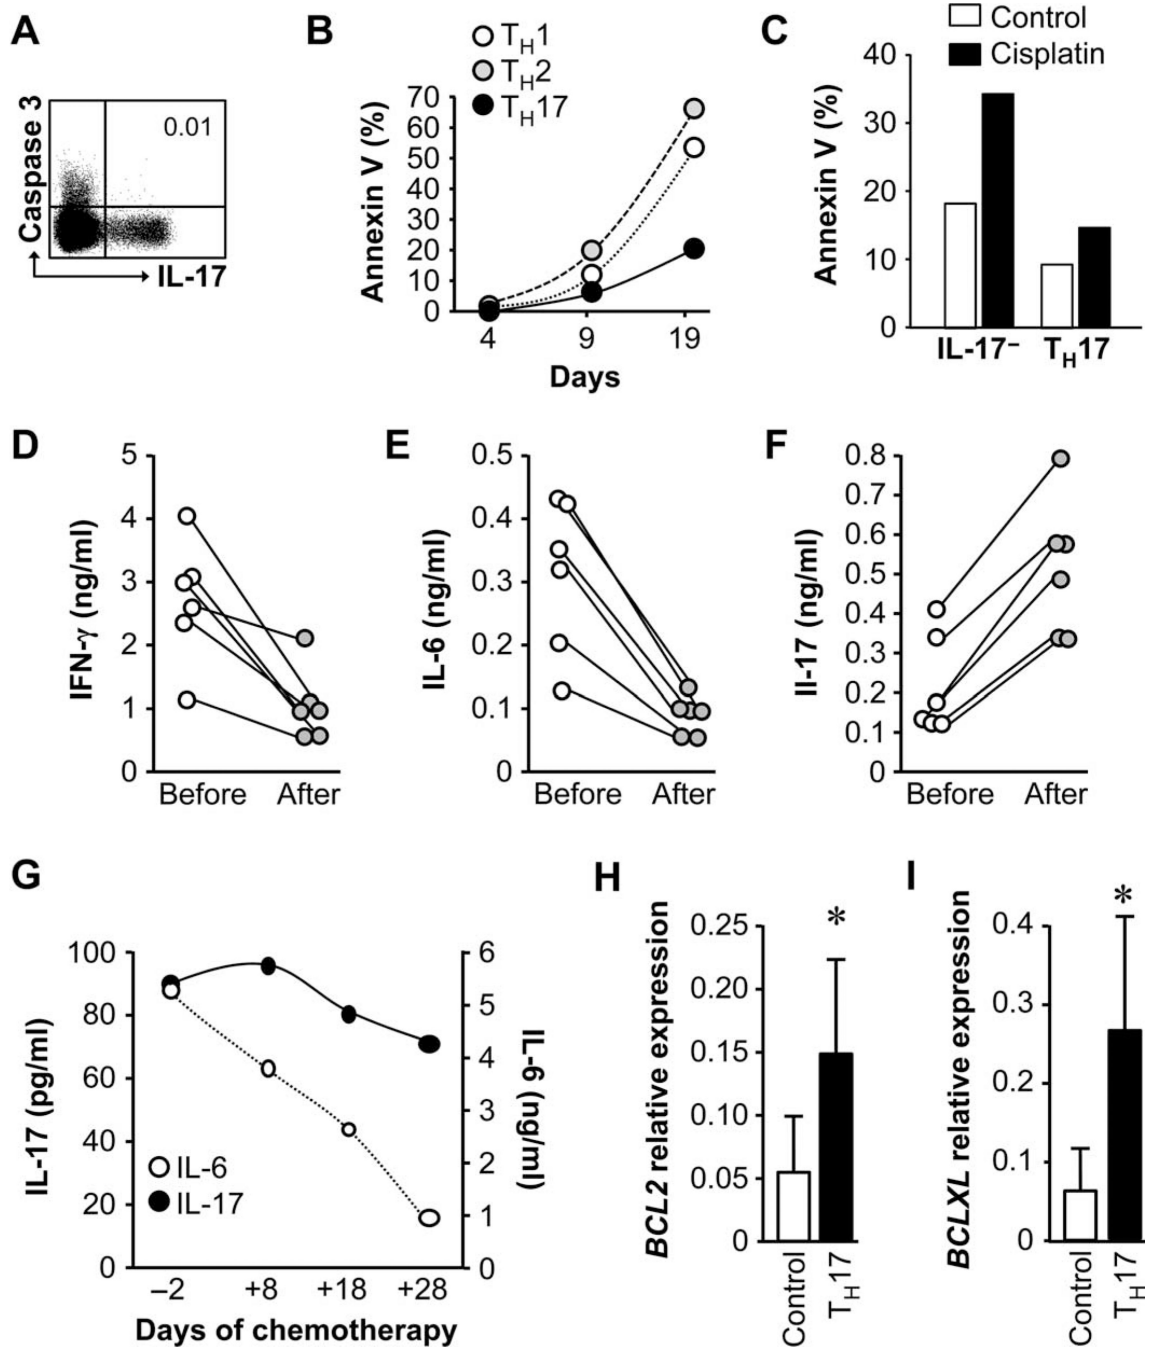 A
Caspase 3
0.01
IL-17
B
TH1
TH2
TH17
Annexin V (%)
70
60
50
40
30
20
10
0
4 9 19
Days
C
Control
Cisplatin
Annexin V (%)
40
30
20
10
0
IL-17– TH17
D
IFN-γ (ng/ml)
5
4
3
2
1
0
Before After
E
IL-6 (ng/ml)
0.5
0.4
0.3
0.2
0.1
0
Before After
F
Il-17 (ng/ml)
0.8
0.7
0.6
0.5
0.4
0.3
0.2
0.1
0
Before After
G
IL-17 (pg/ml)
100
80
60
40
20
0
IL-6
IL-17
6
5
4
3
2
1
0
IL-6 (ng/ml)
–2 +8 +18 +28
Days of chemotherapy
H
BCL2 relative expression
0.25
0.20
0.15
0.10
0.05
0
*
Control
TH17
I
BCLXL relative expression
0.4
0.3
0.2
0.1
0
*
Control
TH17